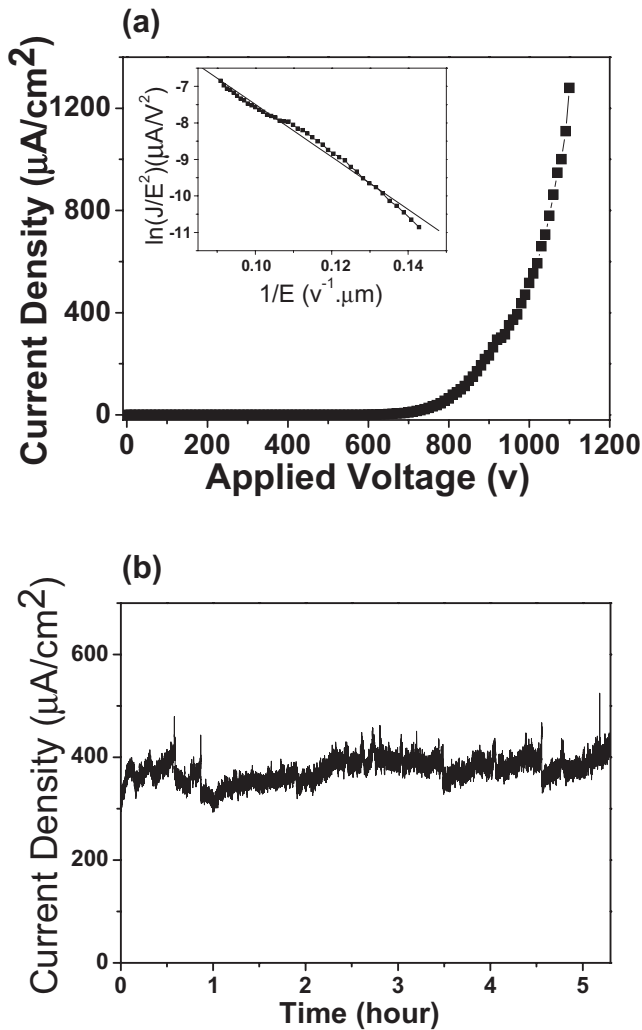 (a)
Current Density (µA/cm²)
1200
800
400
0
0 200 400 600 800 1000 1200
Applied Voltage (v)
ln(J/E²)(µA/V²)
-7
-8
-9
-10
-11
0.10 0.12 0.14
1/E (v⁻¹.µm)
(b)
Current Density (µA/cm²)
600
400
200
0
0 1 2 3 4 5
Time (hour)